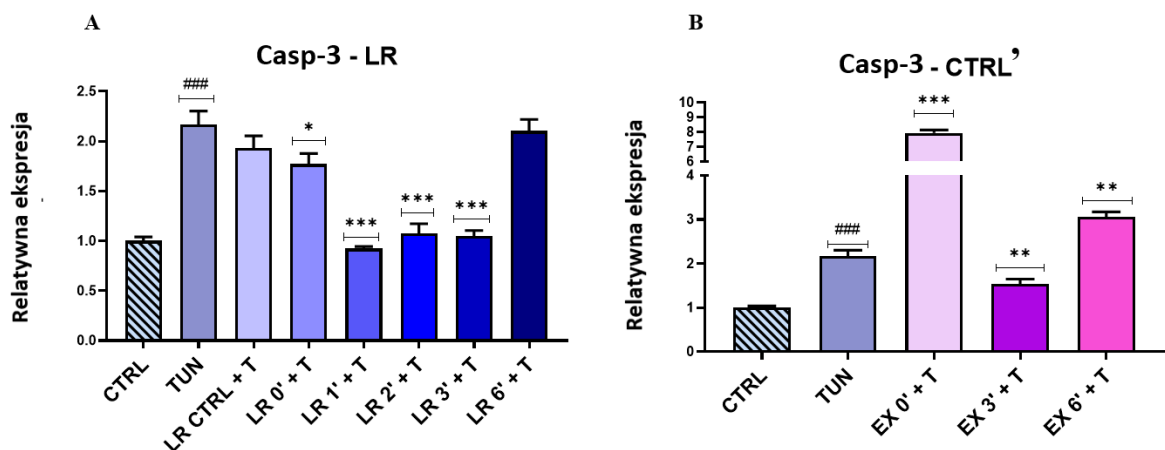 A
Casp-3 - LR
Relatywna ekspresja
2.5
2.0
1.5
1.0
0.5
0.0
###
*
***
***
***
CTRL
TUN
LR CTRL + T
LR 0' + T
LR 1' + T
LR 2' + T
LR 3' + T
LR 6' + T
B
Casp-3 - CTRL’
Relatywna ekspresja
10
9
8
7
6
4
3
2
1
0
###
***
**
**
CTRL
TUN
EX 0' + T
EX 3' + T
EX 6' + T